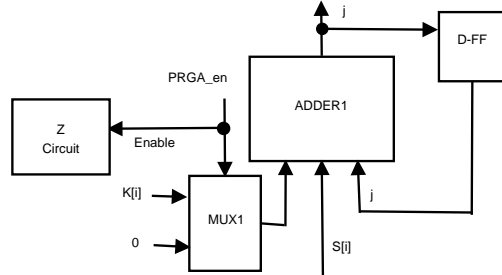 j
D-FF
PRGA_en
ADDER1
Z
Circuit
Enable
K[i]
j
MUX1
0
S[i]